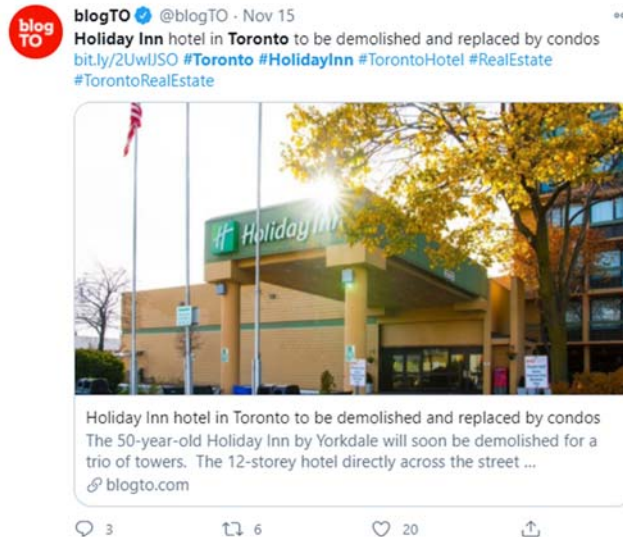 blog
TO
blogTO @blogTO · Nov 15
Holiday Inn hotel in Toronto to be demolished and replaced by condos
bit.ly/2UwIJSO #Toronto #HolidayInn #TorontoHotel #RealEstate
#TorontoRealEstate
H Holiday Inn
Holiday Inn hotel in Toronto to be demolished and replaced by condos
The 50-year-old Holiday Inn by Yorkdale will soon be demolished for a
trio of towers. The 12-storey hotel directly across the street ...
blogto.com
3 6 20